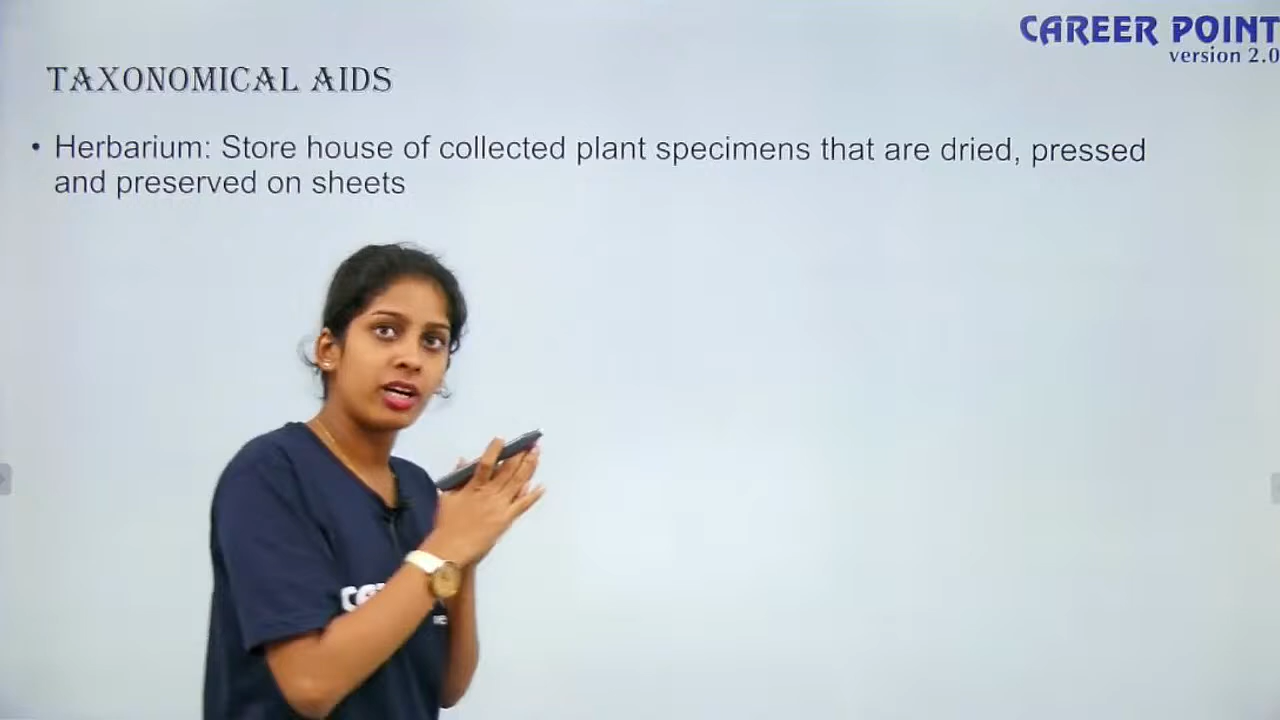 CAREER POINT
version 2.0
TAXONOMICAL AIDS
• Herbarium: Store house of collected plant specimens that are dried, pressed
and preserved on sheets